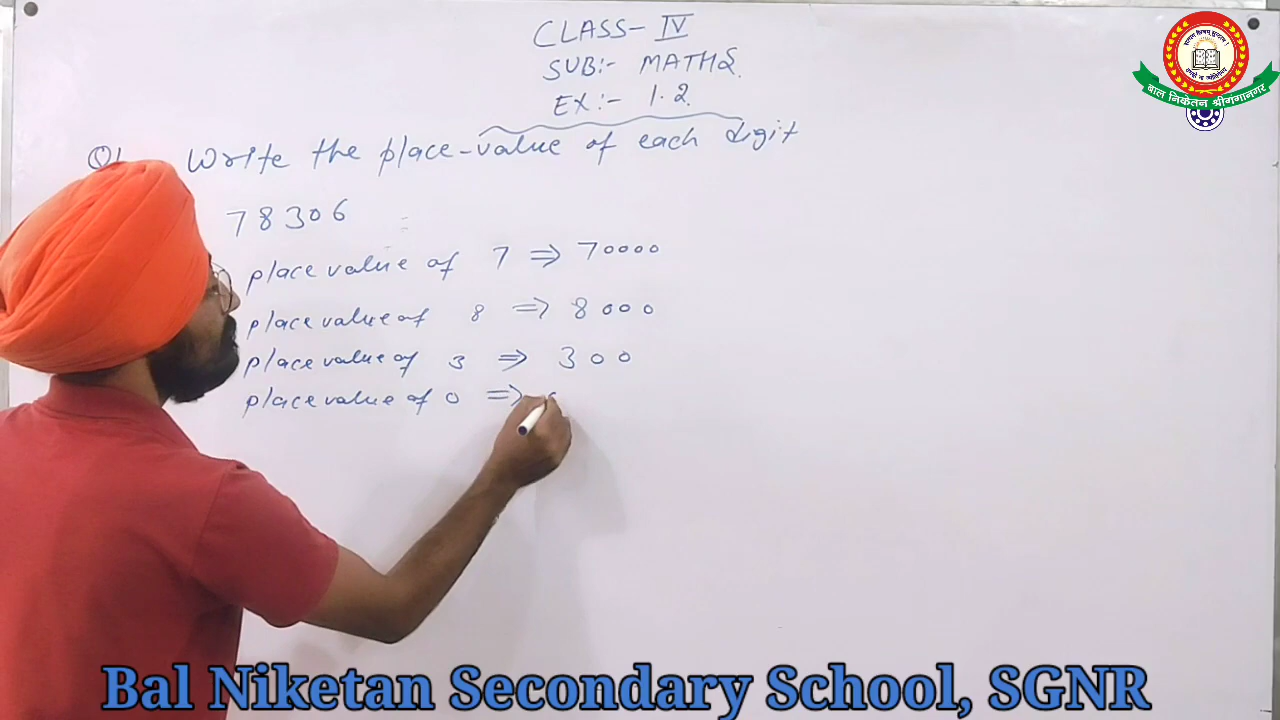 CLASS- IV
SUB:- MATHS
EX:- 1.2
Q1. Write the place-value of each digit
78306
place value of 7 ⇒ 70000
place value of 8 ⇒ 8000
place value of 3 ⇒ 300
place value of 0 ⇒
बाल निकेतन श्रीगंगानगर
Bal Niketan Secondary School, SGNR